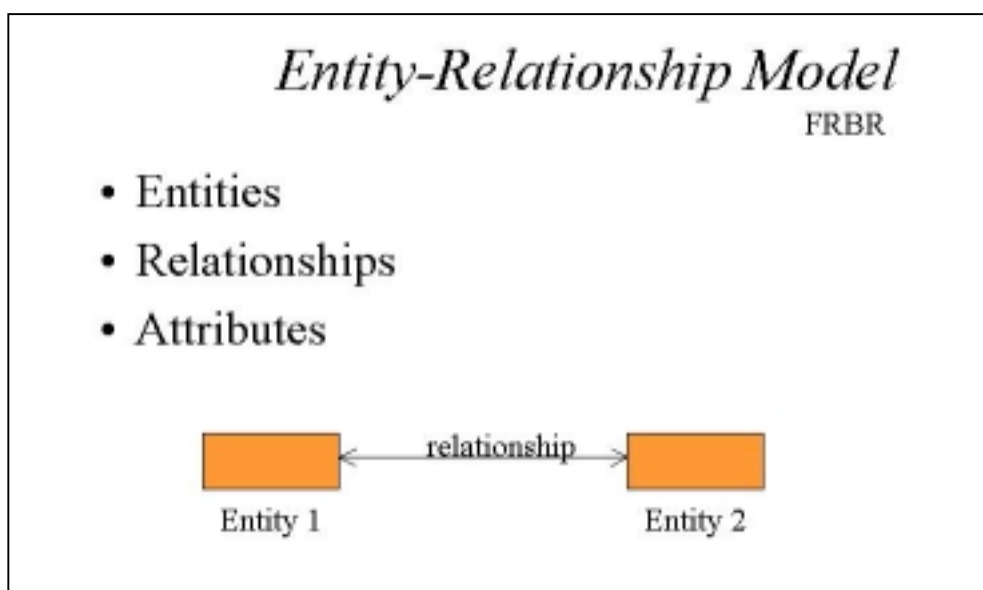 Entity-Relationship Model
FRBR
• Entities
• Relationships
• Attributes
relationship
Entity 1
Entity 2